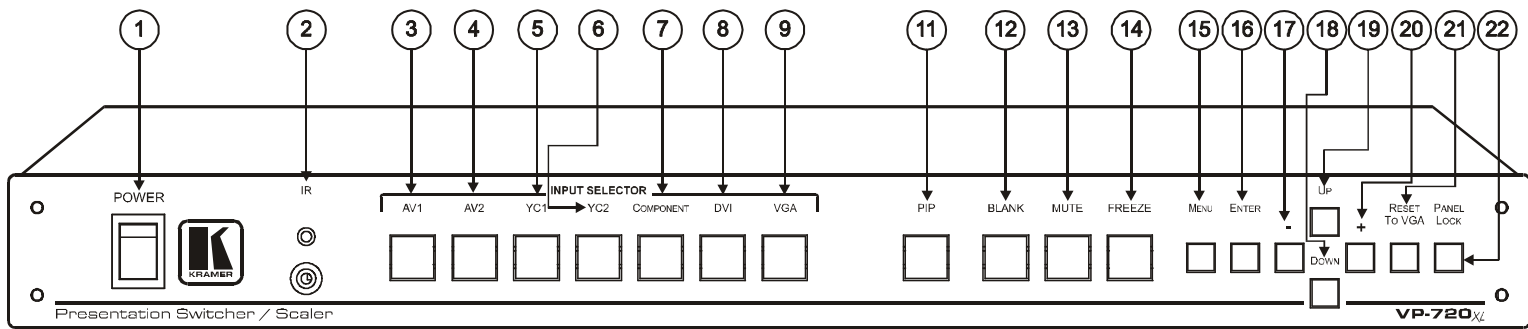 1 2 3 4 5 6 7 8 9 11 12 13 14 15 16 17 18 19 20 21 22
POWER
IR
INPUT SELECTOR
AV1 AV2 YC1 YC2 COMPONENT DVI VGA
PIP BLANK MUTE FREEZE
MENU ENTER - UP DOWN +
RESET
TO VGA
PANEL
LOCK
K
KRAMER
Presentation Switcher / Scaler
VP-720XL